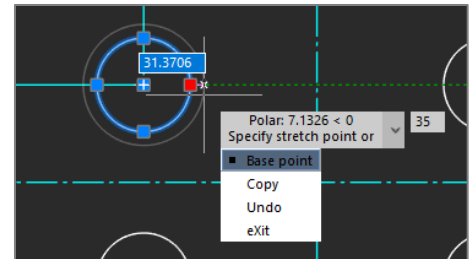 31.3706
Polar: 7.1326 < 0
Specify stretch point or
35
Base point
Copy
Undo
eXit